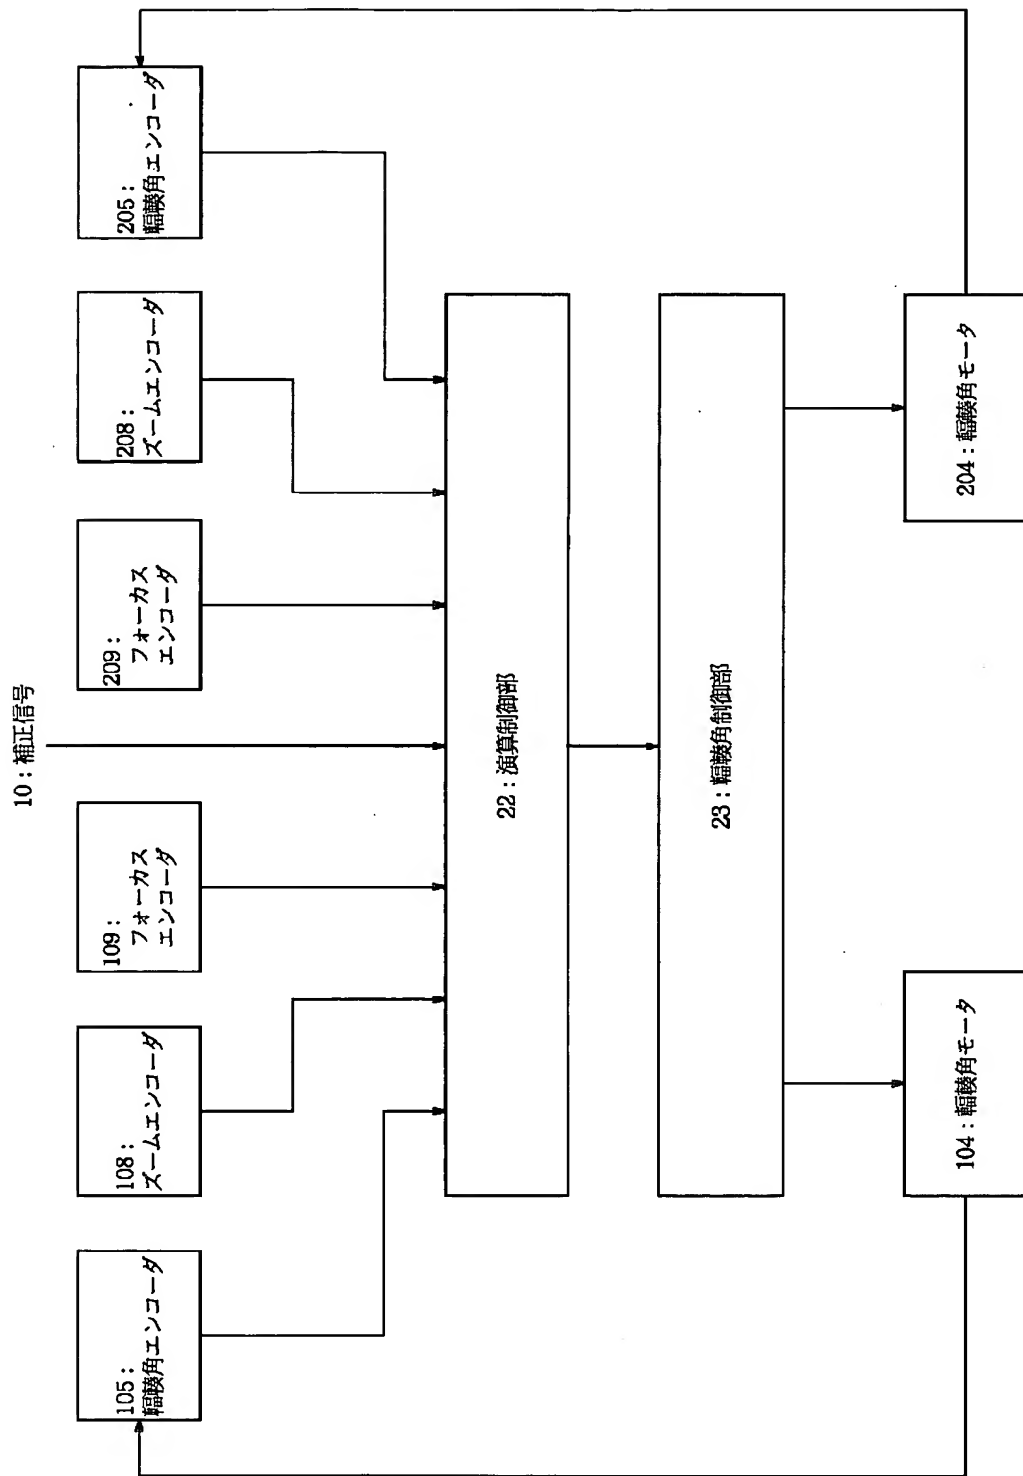 10：補正信号
105：
輻輳角エンコーダ
108：
ズームエンコーダ
109：
フォーカス
エンコーダ
209：
フォーカス
エンコーダ
208：
ズームエンコーダ
205：
輻輳角エンコーダ
22：演算制御部
23：輻輳角制御部
104：輻輳角モータ
204：輻輳角モータ